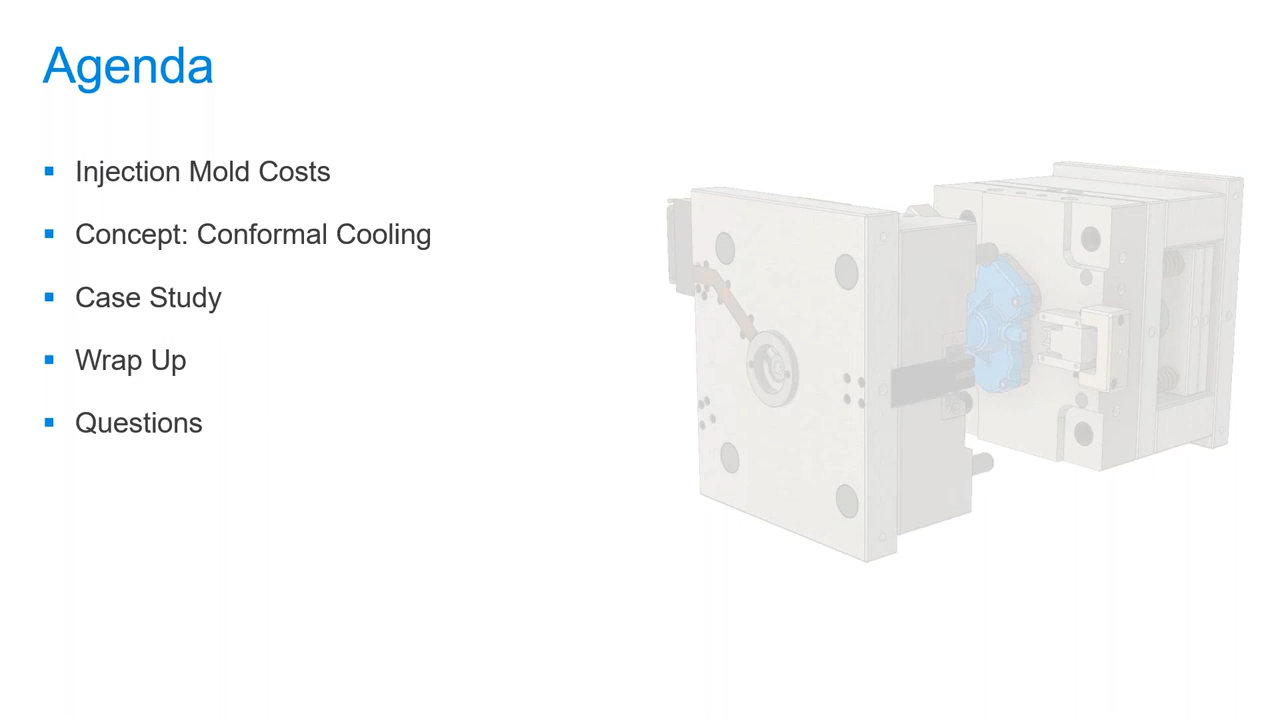 Agenda
Injection Mold Costs
Concept: Conformal Cooling
Case Study
Wrap Up
Questions